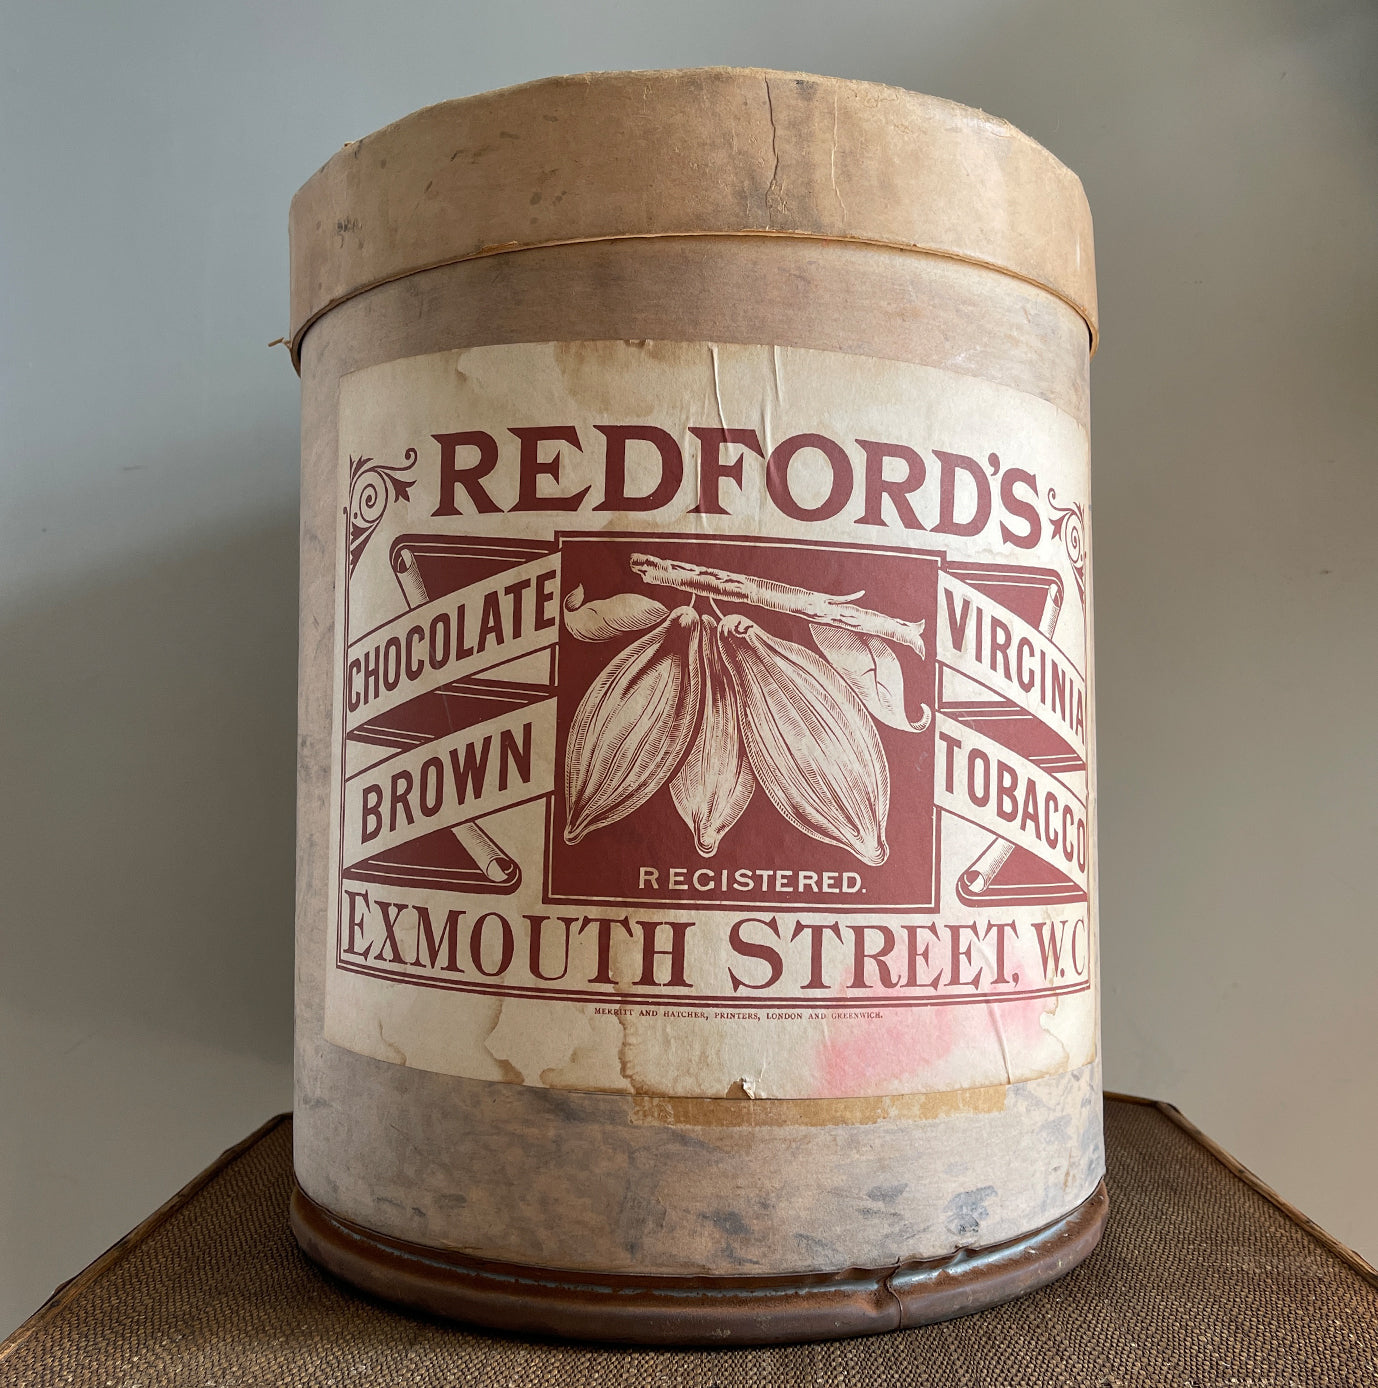 REDFORD'S
CHOCOLATE
BROWN
VIRGINIA
TOBACCO
REGISTERED.
EXMOUTH STREET, W.C
MERRITT AND HATCHER, PRINTERS, LONDON AND GREENWICH.